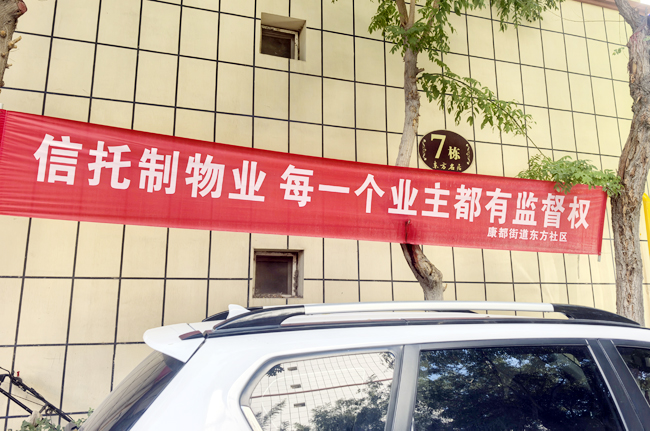 7栋
信托制物业 每一个业主都有监督权
康都街道东方社区